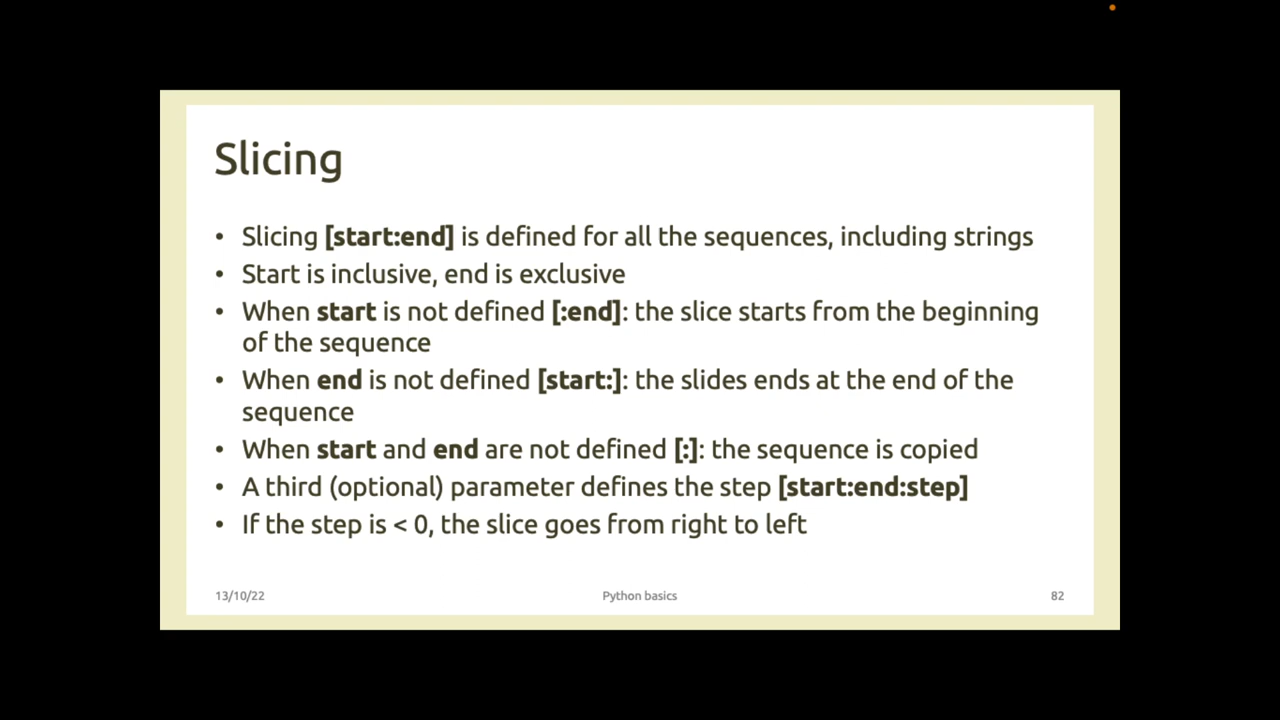 Slicing
• Slicing [start:end] is defined for all the sequences, including strings
• Start is inclusive, end is exclusive
• When start is not defined [:end]: the slice starts from the beginning
of the sequence
• When end is not defined [start:]: the slides ends at the end of the
sequence
• When start and end are not defined [:]: the sequence is copied
• A third (optional) parameter defines the step [start:end:step]
• If the step is < 0, the slice goes from right to left
13/10/22 Python basics 82